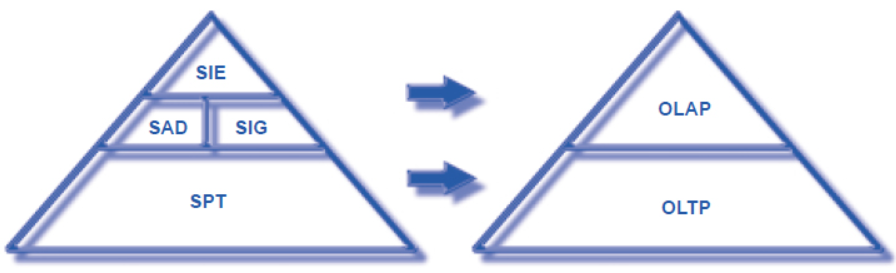 SIE
SAD SIG
SPT
OLAP
OLTP